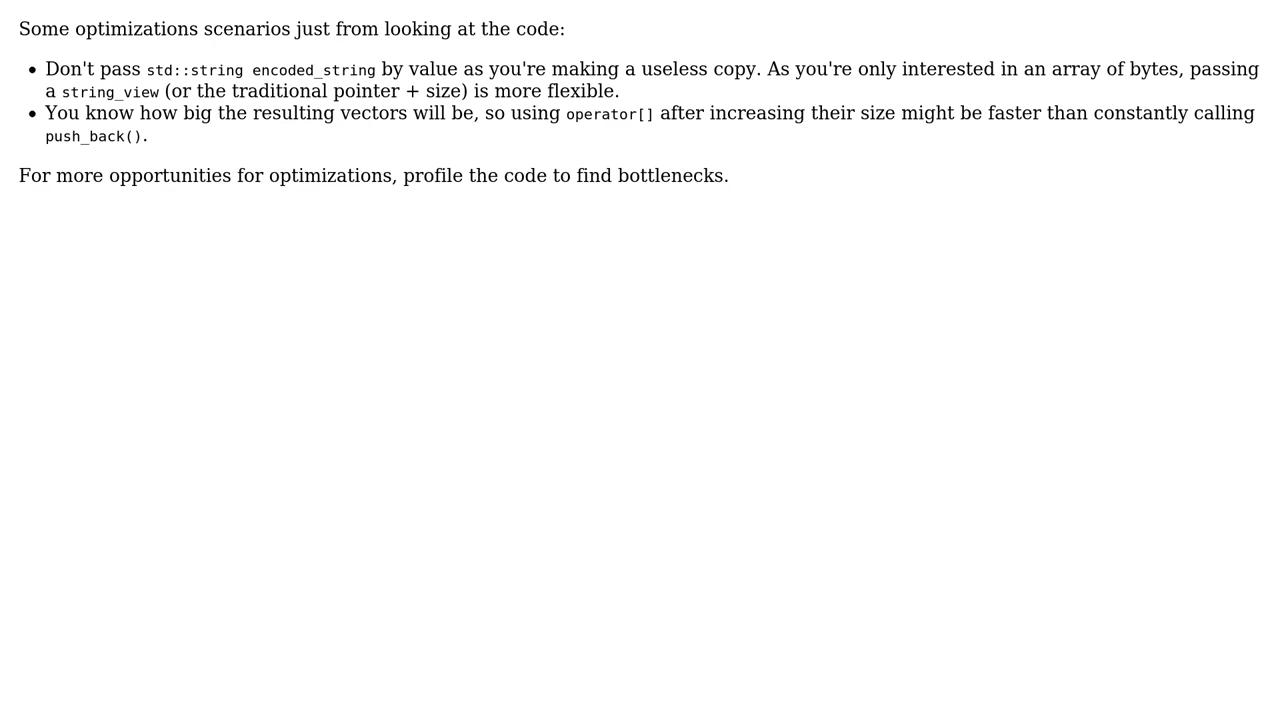 Some optimizations scenarios just from looking at the code:
• Don't pass std::string encoded_string by value as you're making a useless copy. As you're only interested in an array of bytes, passing
a string_view (or the traditional pointer + size) is more flexible.
• You know how big the resulting vectors will be, so using operator[] after increasing their size might be faster than constantly calling
push_back().
For more opportunities for optimizations, profile the code to find bottlenecks.